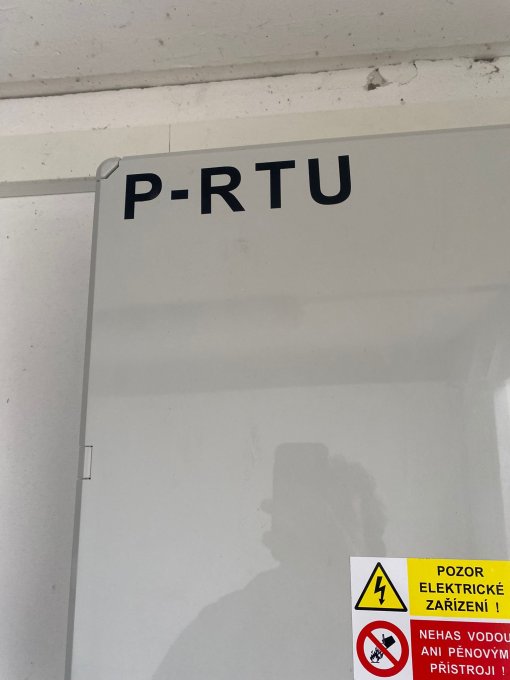 P-RTU
POZOR
ELEKTRICKÉ
ZAŘÍZENÍ !
NEHAS VODOU
ANI PĚNOVÝM
PŘÍSTROJI !